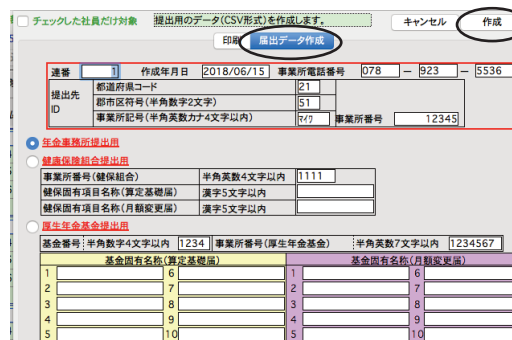 チェックした社員だけ対象 提出用のデータ(CSV形式)を作成します。 キャンセル 作成
印刷 届出データ作成
連番 1 作成年月日 2018/06/15 事業所電話番号 078 － 923 － 5536
提出先ID 都道府県コード 21
郡市区符号(半角数字2文字) 51
事業所記号(半角英数カナ4文字以内) ﾏｲﾜ 事業所番号 12345
年金事務所提出用
健康保険組合提出用
事業所番号(健保組合) 半角英数4文字以内 1111
健保固有項目名称(算定基礎届) 漢字5文字以内
健保固有項目名称(月額変更届) 漢字5文字以内
厚生年金基金提出用
基金番号 半角数字4文字以内 1234 事業所番号(厚生年金基金) 半角英数7文字以内 1234567
基金固有名称(算定基礎届) 基金固有名称(月額変更届)
1 6 1 6
2 7 2 7
3 8 3 8
4 9 4 9
5 10 5 10